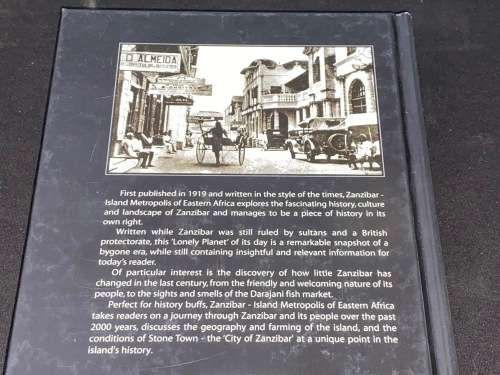 D. ALMEIDA
First published in 1919 and written in the style of the times, Zanzibar -
Island Metropolis of Eastern Africa explores the fascinating history, culture
and landscape of Zanzibar and manages to be a piece of history in its
own right.
Written while Zanzibar was still ruled by sultans and a British
protectorate, this 'Lonely Planet' of its day is a remarkable snapshot of a
bygone era, while still containing insightful and relevant information for
today's reader.
Of particular interest is the discovery of how little Zanzibar has
changed in the last century, from the friendly and welcoming nature of its
people, to the sights and smells of the Darajani fish market.
Perfect for history buffs, Zanzibar - Island Metropolis of Eastern Africa
takes readers on a journey through Zanzibar and its people over the past
2000 years, discusses the geography and farming of the island, and the
conditions of Stone Town - the 'City of Zanzibar' at a unique point in the
island's history.